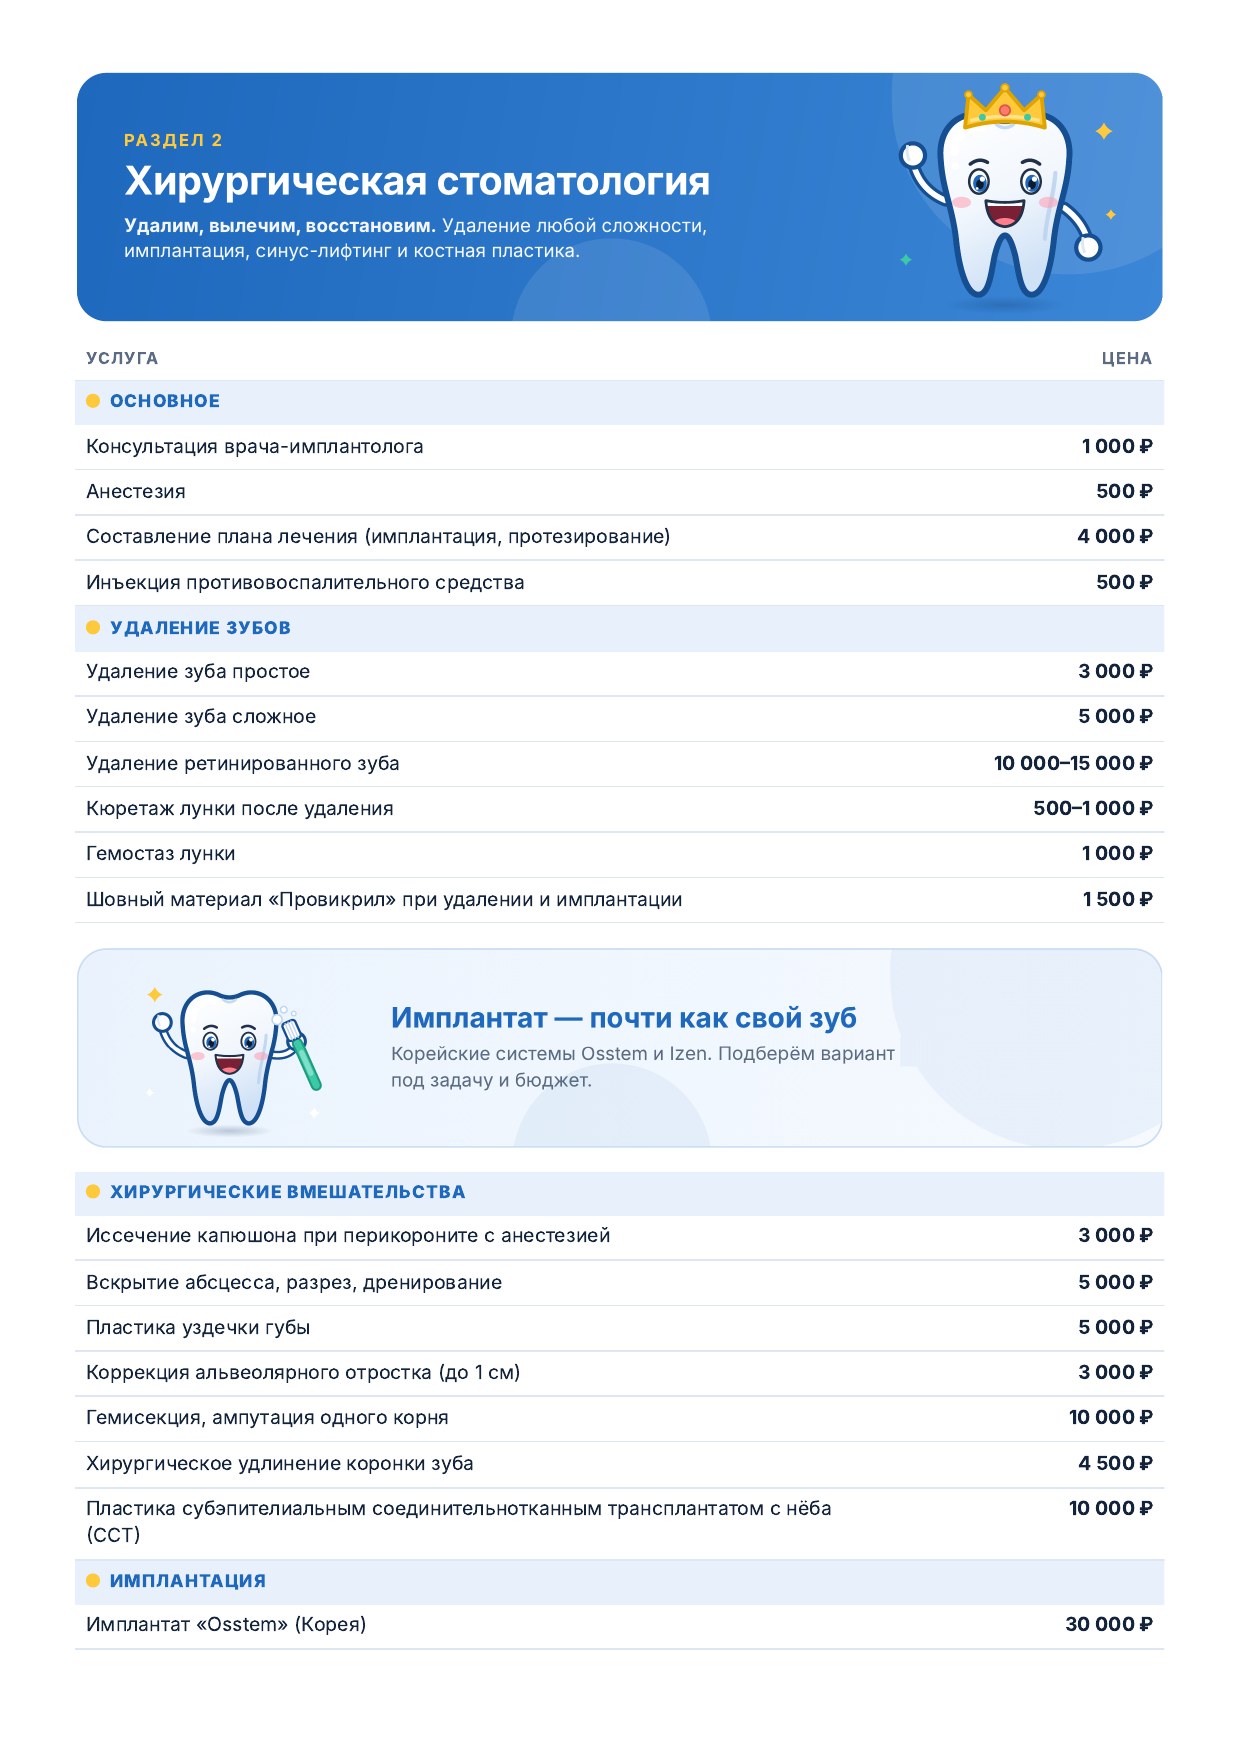 РАЗДЕЛ 2
Хирургическая стоматология
Удалим, вылечим, восстановим. Удаление любой сложности,
имплантация, синус-лифтинг и костная пластика.
УСЛУГА ЦЕНА
ОСНОВНОЕ
Консультация врача-имплантолога 1 000 ₽
Анестезия 500 ₽
Составление плана лечения (имплантация, протезирование) 4 000 ₽
Инъекция противовоспалительного средства 500 ₽
УДАЛЕНИЕ ЗУБОВ
Удаление зуба простое 3 000 ₽
Удаление зуба сложное 5 000 ₽
Удаление ретинированного зуба 10 000–15 000 ₽
Кюретаж лунки после удаления 500–1 000 ₽
Гемостаз лунки 1 000 ₽
Шовный материал «Провикрил» при удалении и имплантации 1 500 ₽
Имплантат — почти как свой зуб
Корейские системы Osstem и Izen. Подберём вариант
под задачу и бюджет.
ХИРУРГИЧЕСКИЕ ВМЕШАТЕЛЬСТВА
Иссечение капюшона при перикороните с анестезией 3 000 ₽
Вскрытие абсцесса, разрез, дренирование 5 000 ₽
Пластика уздечки губы 5 000 ₽
Коррекция альвеолярного отростка (до 1 см) 3 000 ₽
Гемисекция, ампутация одного корня 10 000 ₽
Хирургическое удлинение коронки зуба 4 500 ₽
Пластика субэпителиальным соединительнотканным трансплантатом с нёба 10 000 ₽
(ССТ)
ИМПЛАНТАЦИЯ
Имплантат «Osstem» (Корея) 30 000 ₽